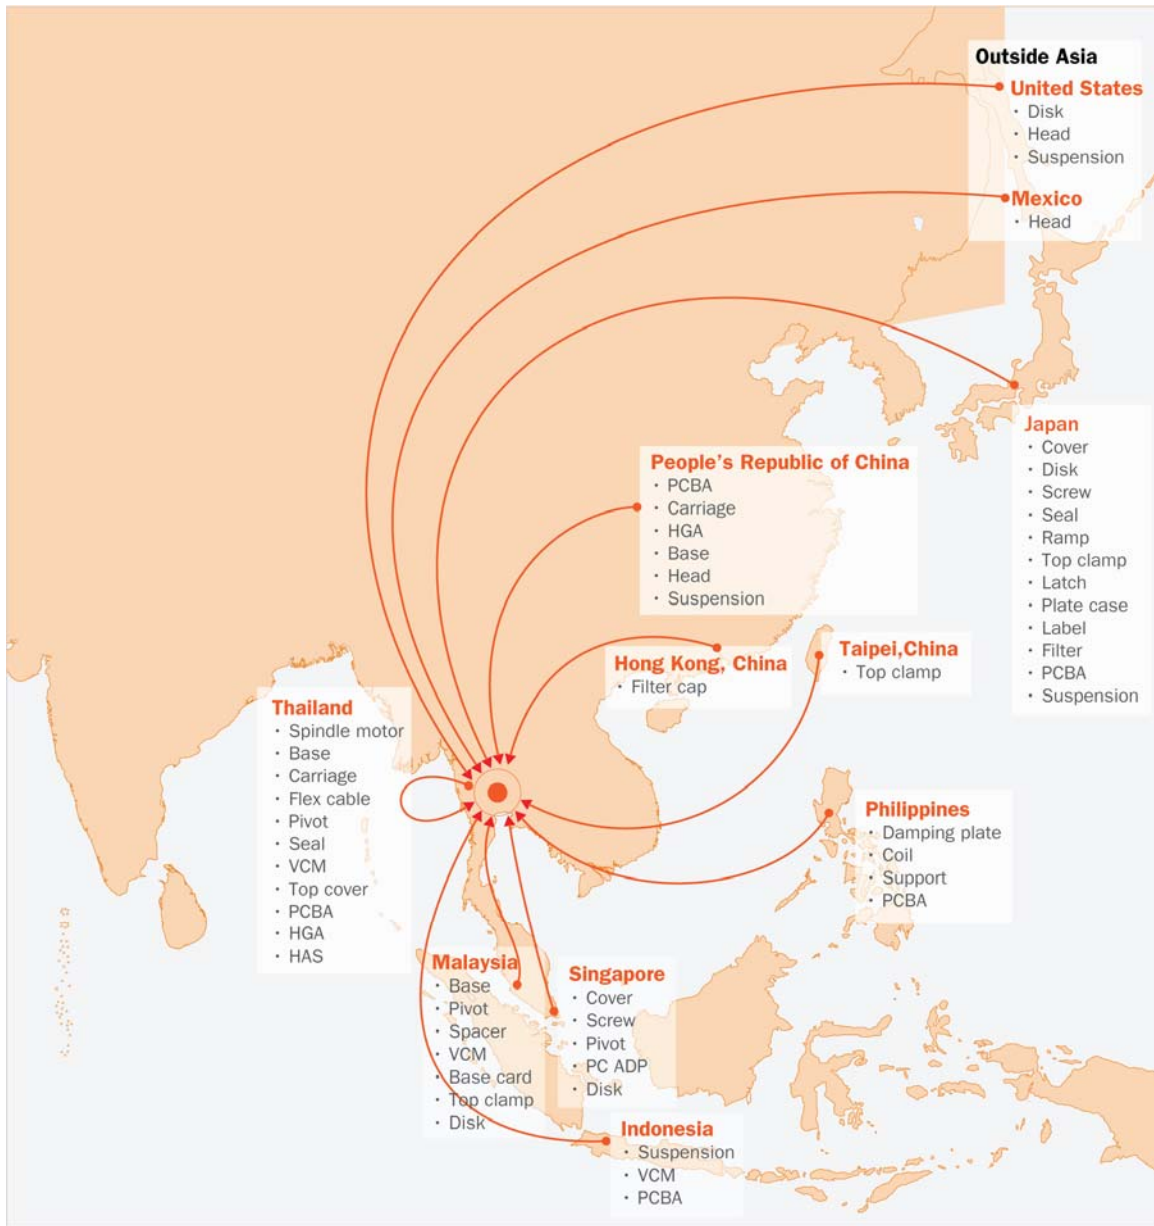 Outside Asia
United States
· Disk
· Head
· Suspension
Mexico
· Head
Japan
· Cover
· Disk
· Screw
· Seal
· Ramp
· Top clamp
· Latch
· Plate case
· Label
· Filter
· PCBA
· Suspension
People's Republic of China
· PCBA
· Carriage
· HGA
· Base
· Head
· Suspension
Hong Kong, China
· Filter cap
Taipei,China
· Top clamp
Thailand
· Spindle motor
· Base
· Carriage
· Flex cable
· Pivot
· Seal
· VCM
· Top cover
· PCBA
· HGA
· HAS
Philippines
· Damping plate
· Coil
· Support
· PCBA
Malaysia
· Base
· Pivot
· Spacer
· VCM
· Base card
· Top clamp
· Disk
Singapore
· Cover
· Screw
· Pivot
· PC ADP
· Disk
Indonesia
· Suspension
· VCM
· PCBA